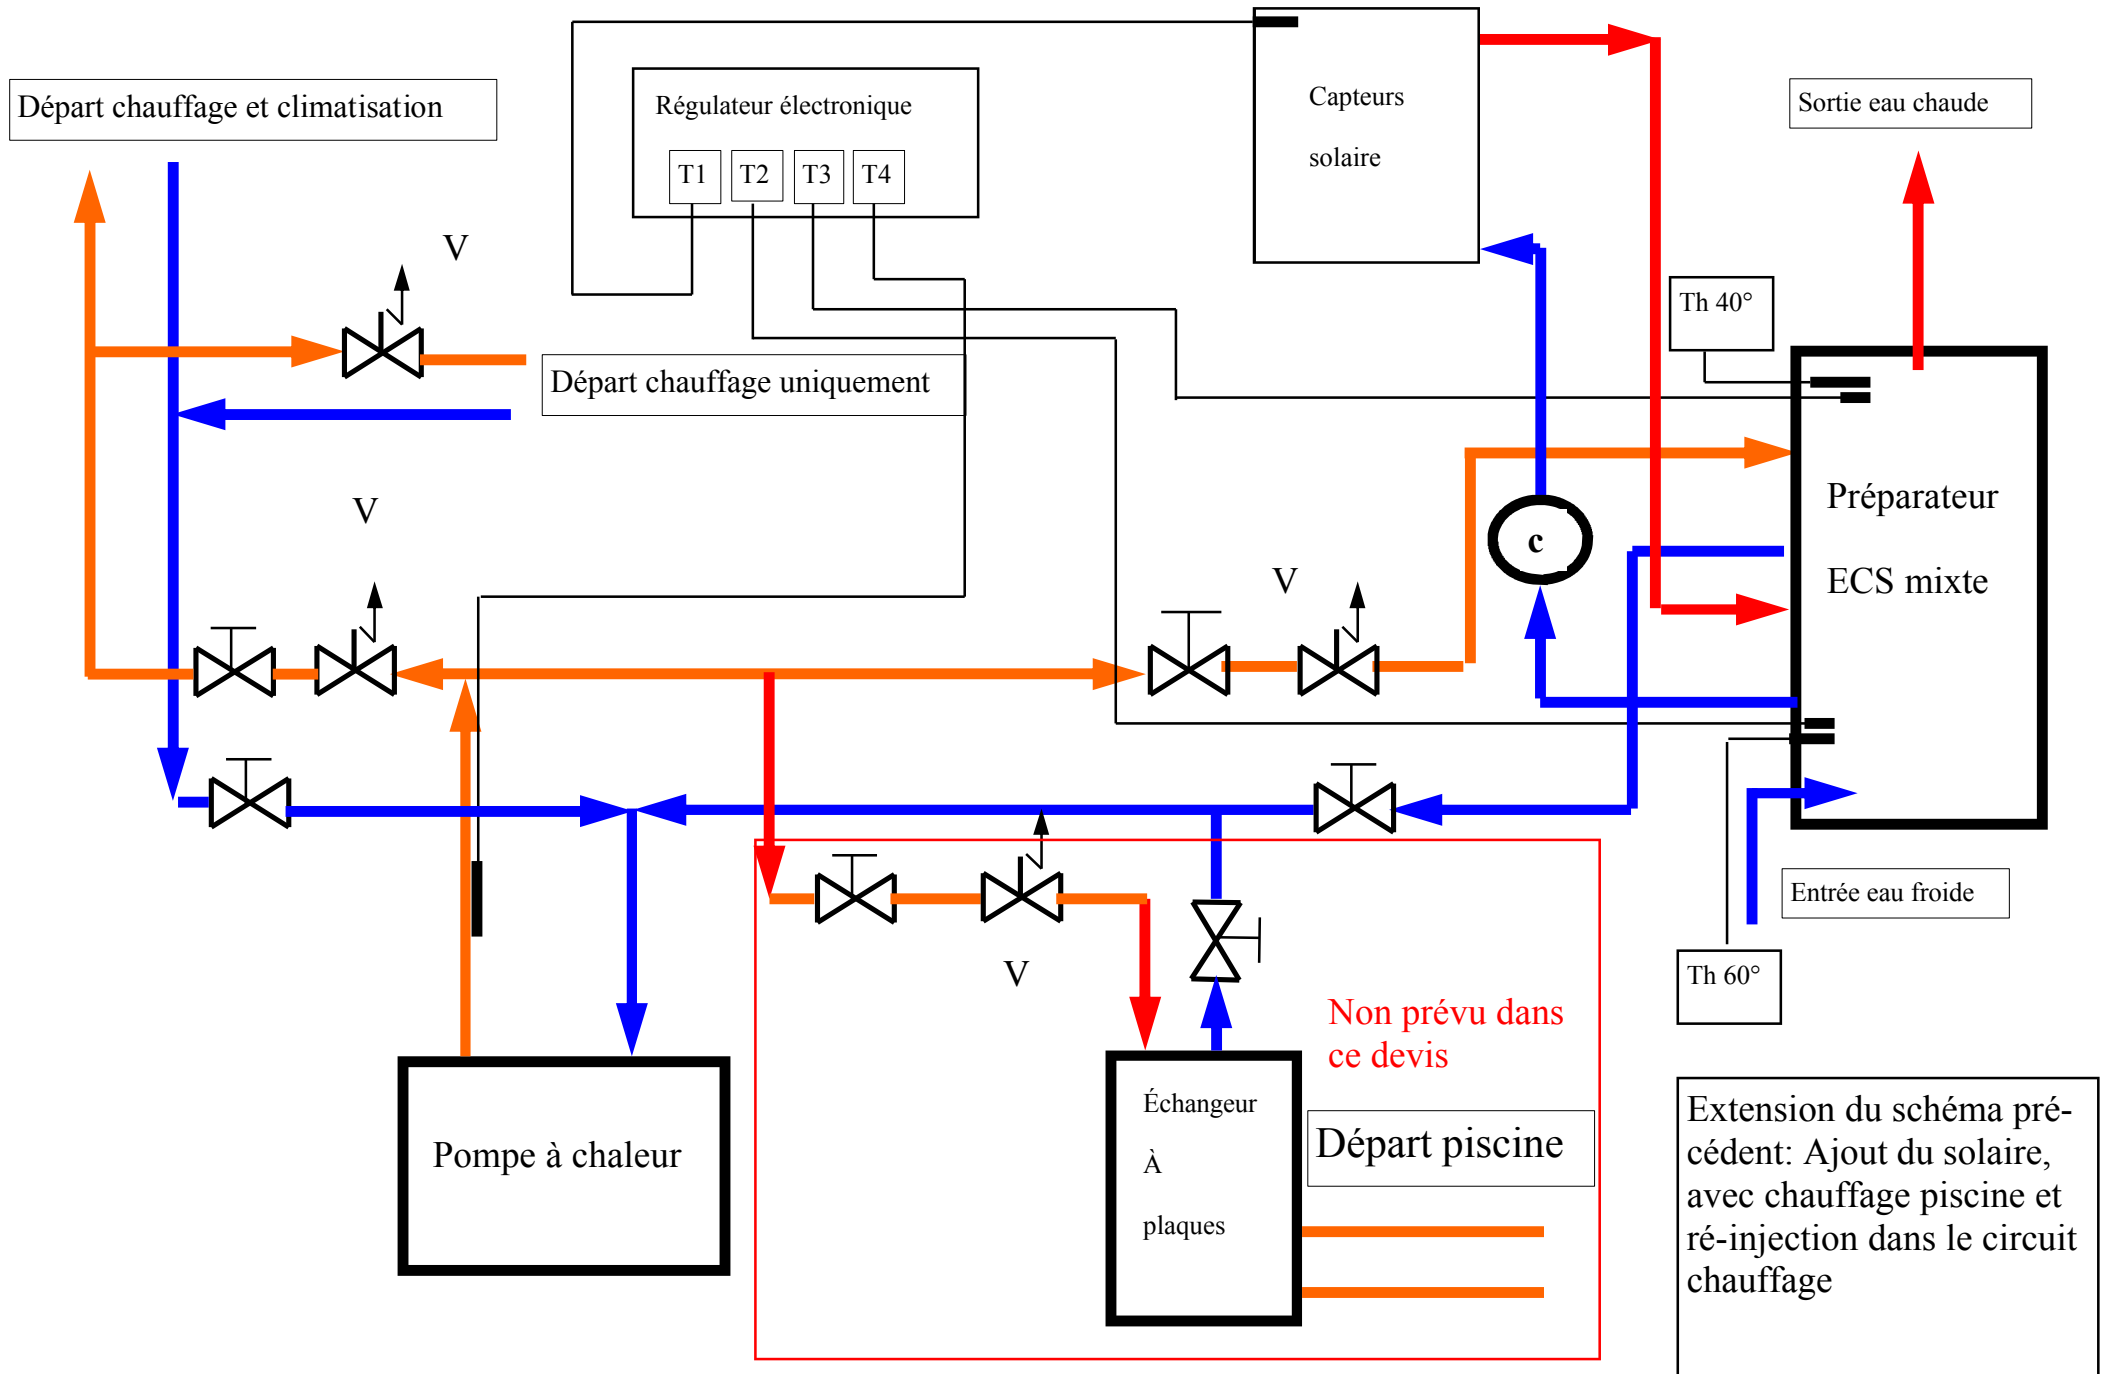 Départ chauffage et climatisation
Régulateur électronique
T1 T2 T3 T4
Capteurs
solaire
Sortie eau chaude
V
Th 40°
Départ chauffage uniquement
V
Préparateur
ECS mixte
c
V
Entrée eau froide
V
Th 60°
Non prévu dans
ce devis
Pompe à chaleur
Échangeur
À
plaques
Départ piscine
Extension du schéma pré-
cédent: Ajout du solaire,
avec chauffage piscine et
ré-injection dans le circuit
chauffage